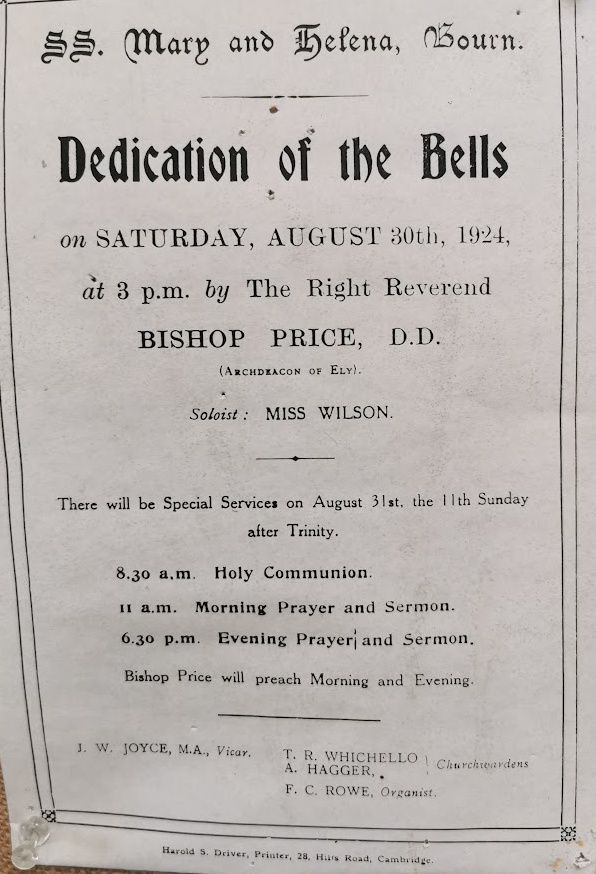 SS. Mary and Helena, Bourn.
Dedication of the Bells
on SATURDAY, AUGUST 30th, 1924,
at 3 p.m. by The Right Reverend
BISHOP PRICE, D.D.
(ARCHDEACON OF ELY).
Soloist: MISS WILSON.
There will be Special Services on August 31st, the 11th Sunday
after Trinity.
8.30 a.m. Holy Communion.
11 a.m. Morning Prayer and Sermon.
6.30 p.m. Evening Prayer and Sermon.
Bishop Price will preach Morning and Evening.
J. W. JOYCE, M.A., Vicar.
T. R. WHICHELLO
A. HAGGER,
Churchwardens
F. C. ROWE, Organist.
Harold S. Driver, Printer, 28, Hills Road, Cambridge.